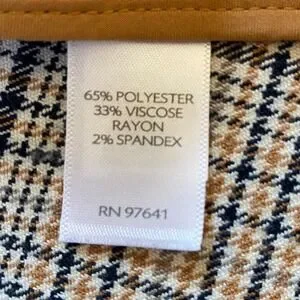 65% POLYESTER
33% VISCOSE
RAYON
2% SPANDEX
RN 97641